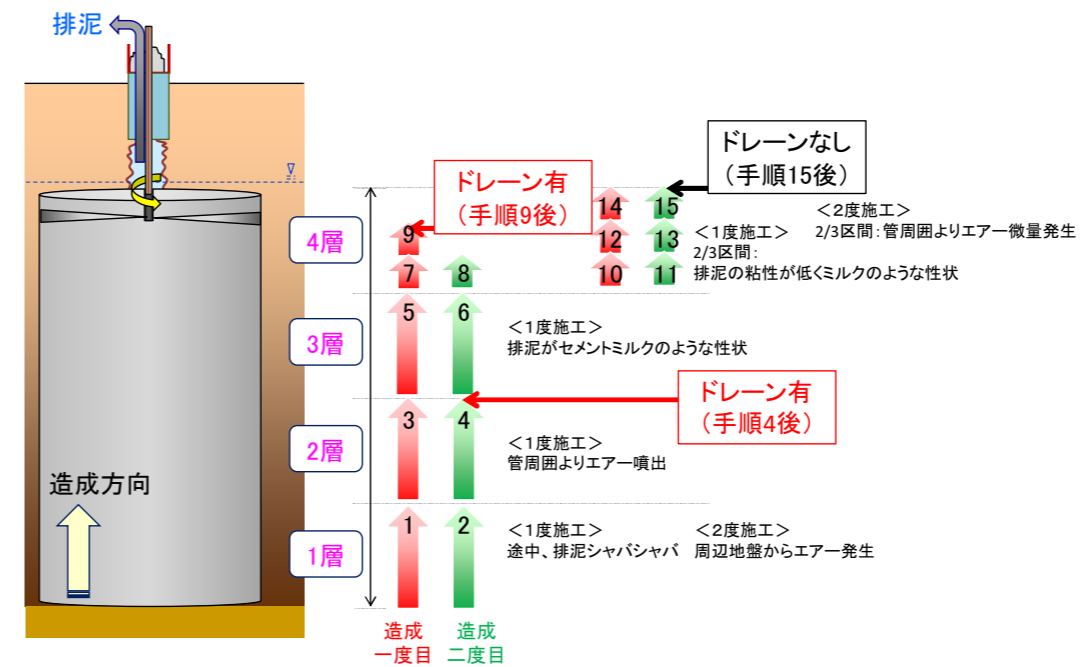 排泥
ドレーンなし
(手順15後)
ドレーン有
(手順9後)
14
15
<2度施工>
2/3区間:管周囲よりエアー微量発生
4層
9
12
13
<1度施工>
2/3区間:
排泥の粘性が低くミルクのような性状
7
8
10
11
3層
5
6
<1度施工>
排泥がセメントミルクのような性状
ドレーン有
(手順4後)
2層
3
4
<1度施工>
管周囲よりエアー噴出
造成方向
1層
1
2
<1度施工>
途中、排泥シャバシャバ
<2度施工>
周辺地盤からエアー発生
造成
一度目
造成
二度目